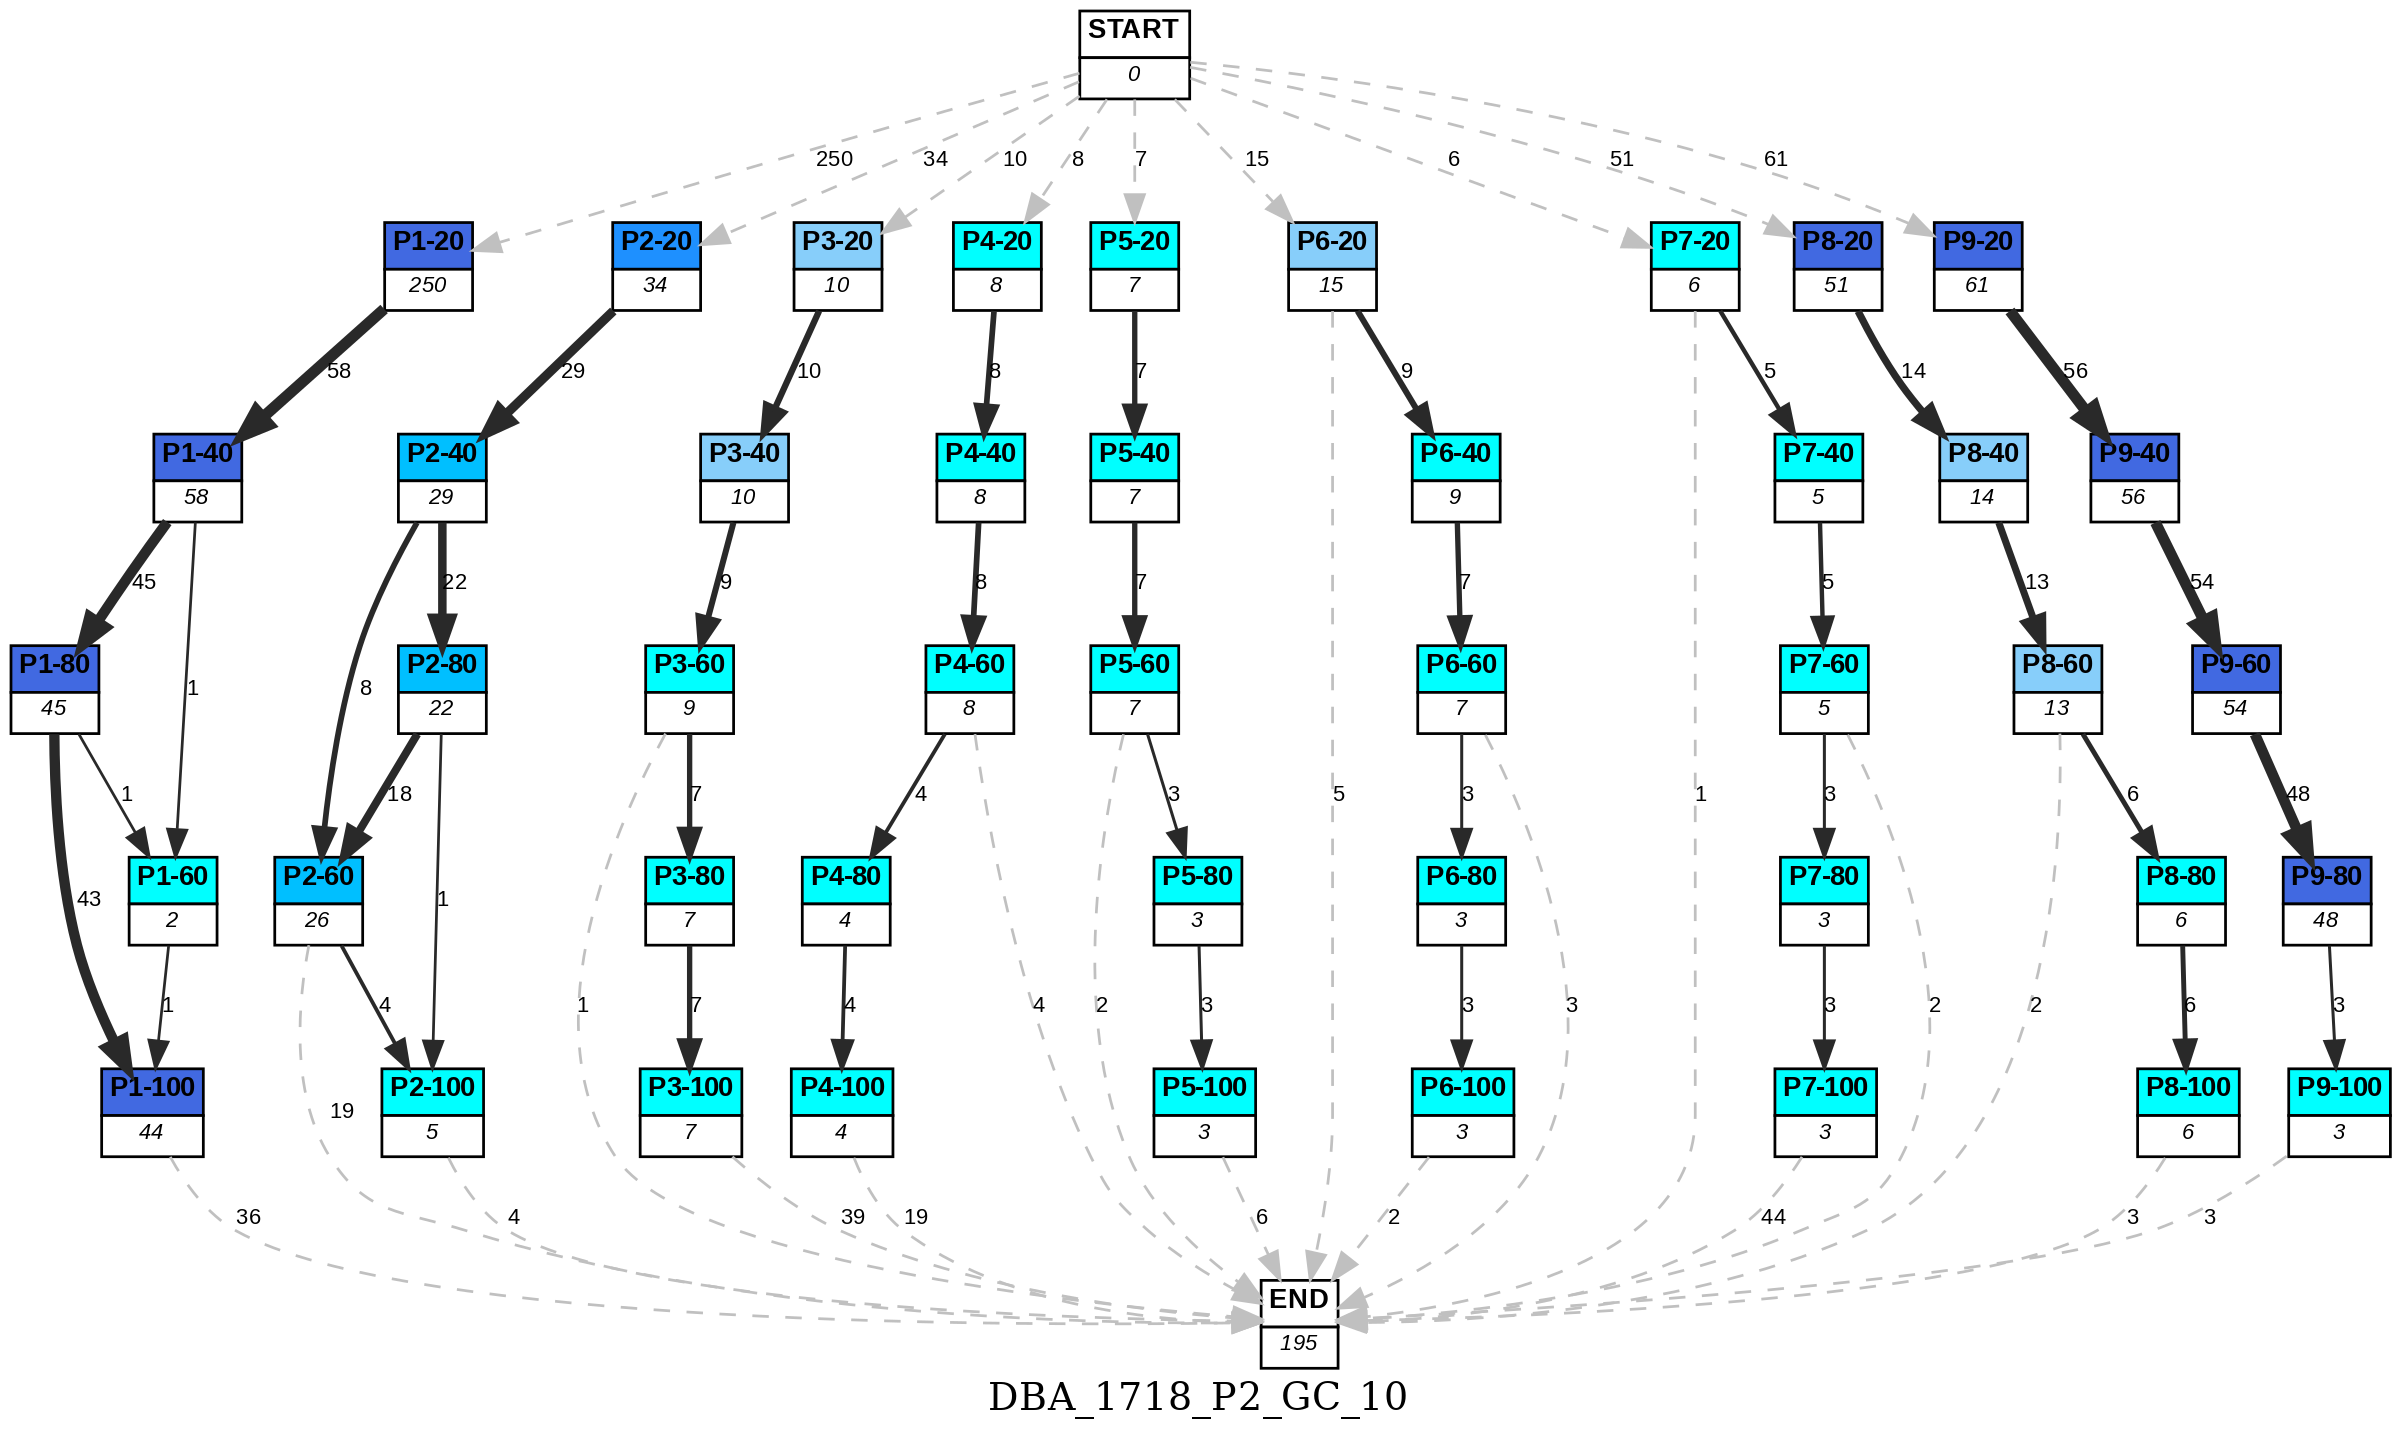 START
0
250
34
10
8
7
15
6
51
61
P1-20
250
P2-20
34
P3-20
10
P4-20
8
P5-20
7
P6-20
15
P7-20
6
P8-20
51
P9-20
61
58
29
10
8
7
9
5
14
56
P1-40
58
P2-40
29
P3-40
10
P4-40
8
P5-40
7
P6-40
9
P7-40
5
P8-40
14
P9-40
56
45
22
9
8
7
7
5
13
54
1
8
P1-80
45
P2-80
22
P3-60
9
P4-60
8
P5-60
7
P6-60
7
P7-60
5
P8-60
13
P9-60
54
1
18
7
4
3
5
3
1
3
6
48
43
1
P1-60
2
P2-60
26
P3-80
7
P4-80
4
P5-80
3
P6-80
3
P7-80
3
P8-80
6
P9-80
48
1
4
1
7
4
4
2
3
3
3
3
2
2
6
3
P1-100
44
19
P2-100
5
P3-100
7
P4-100
4
P5-100
3
P6-100
3
P7-100
3
P8-100
6
P9-100
3
36
4
39
19
6
2
44
3
3
END
195
DBA_1718_P2_GC_10